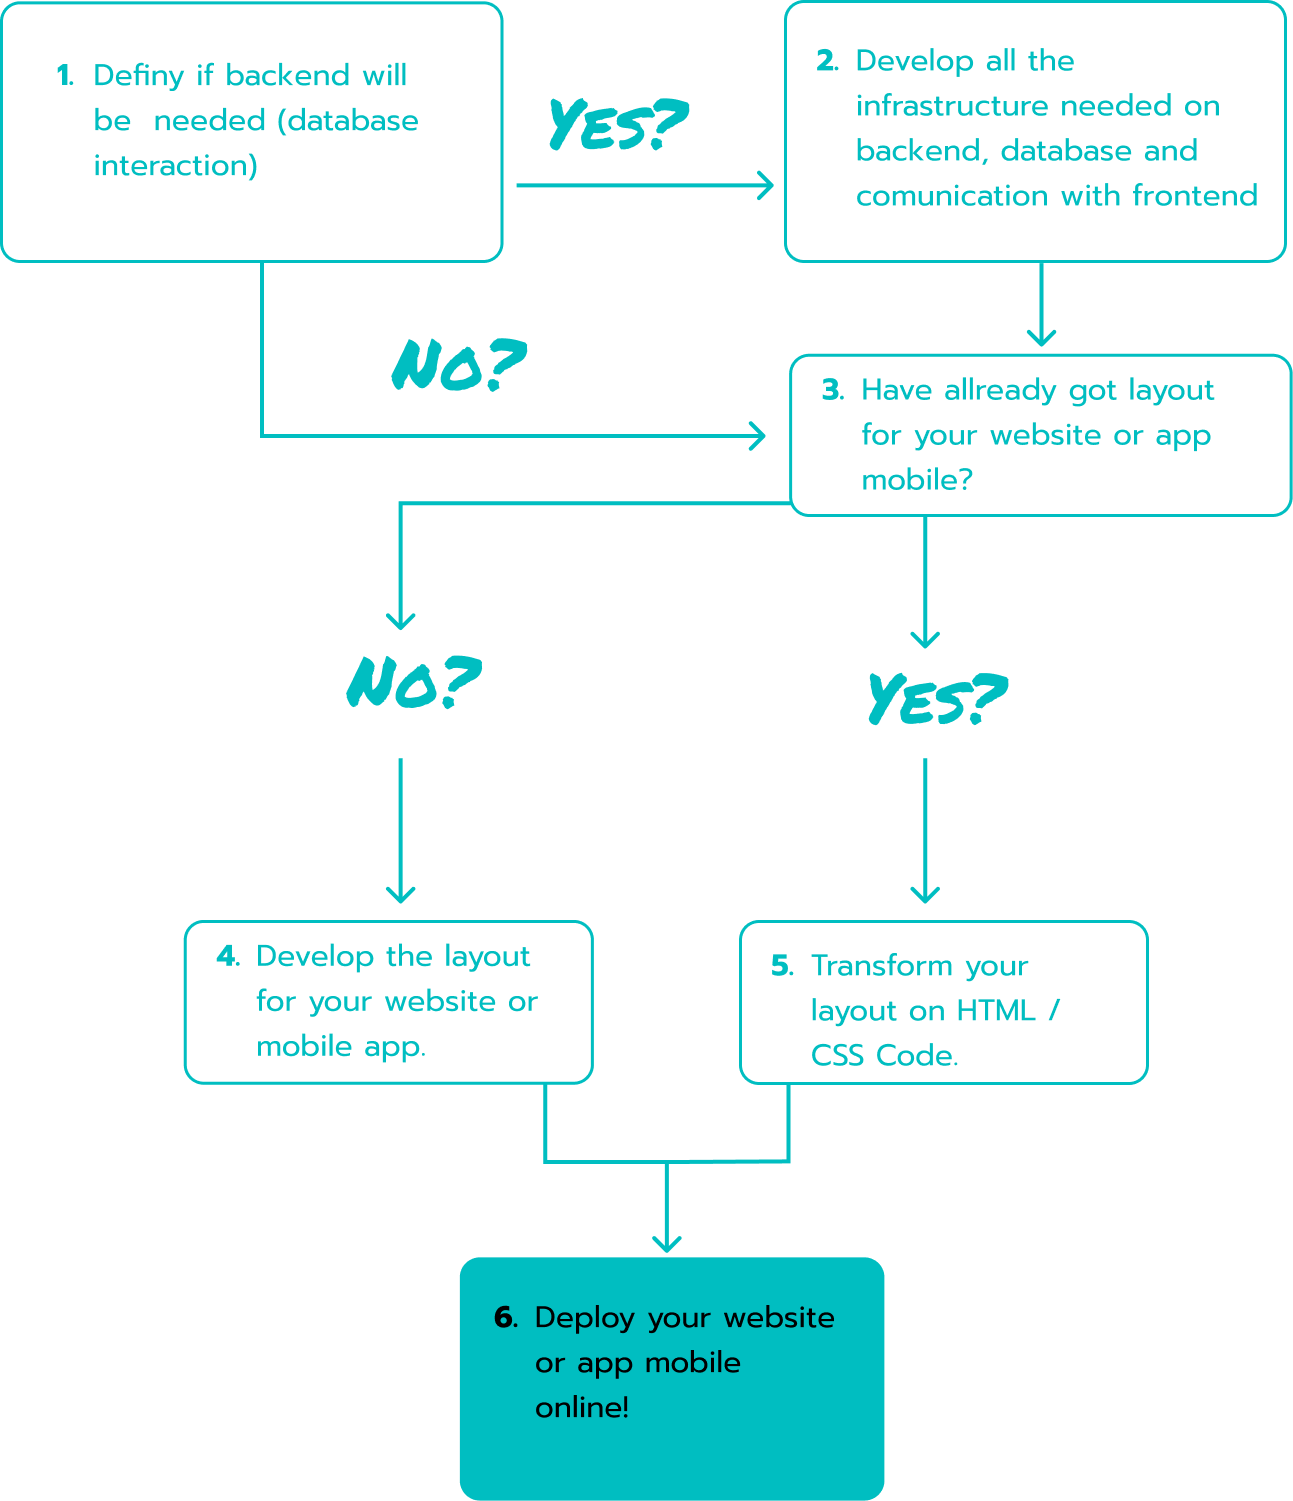 1. Definy if backend will
be needed (database
interaction)
YES?
2. Develop all the
infrastructure needed on
backend, database and
comunication with frontend
NO?
3. Have allready got layout
for your website or app
mobile?
NO?
YES?
4. Develop the layout
for your website or
mobile app.
5. Transform your
layout on HTML /
CSS Code.
6. Deploy your website
or app mobile
online!